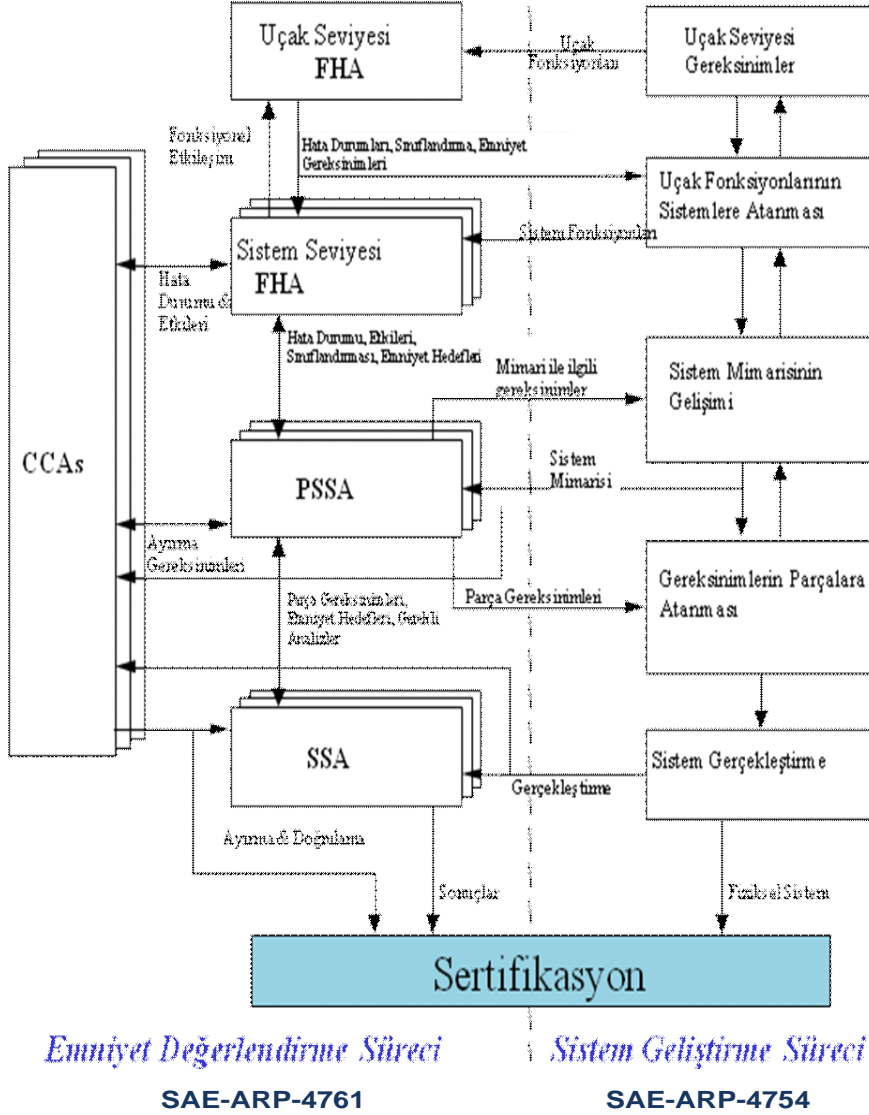 Uçak Seviyesi
FHA
Uçak
Fonksiyonları
Uçak Seviyesi
Gereksinimler
Fonksiyonel
Etkileşim
Hata Durumları, Sınıflandırma, Emniyet
Gereksinimleri
Uçak Fonksiyonlarının
Sistemlere Atanması
Sistem Seviyesi
FHA
Sistem Fonksiyonları
Hata
Durumu &
Etkileri
Hata Durumu, Etkileri,
Sınıflandırması, Emniyet Hedefleri
Mimari ile ilgili
gereksinimler
Sistem Mimarisinin
Gelişimi
CCAs
PSSA
Sistem
Mimarisi
Ayırma
Gereksinimleri
Parça Gereksinimleri,
Emniyet Hedefleri, Gerekli
Analizler
Parça Gereksinimleri
Gereksinimlerin Parçalara
Atanması
SSA
Gerçekleştirme
Sistem Gerçekleştirme
Ayırma & Doğrulama
Sonuçlar
Fiziksel Sistem
Sertifikasyon
Emniyet Değerlendirme Süreci
Sistem Geliştirme Süreci
SAE-ARP-4761
SAE-ARP-4754